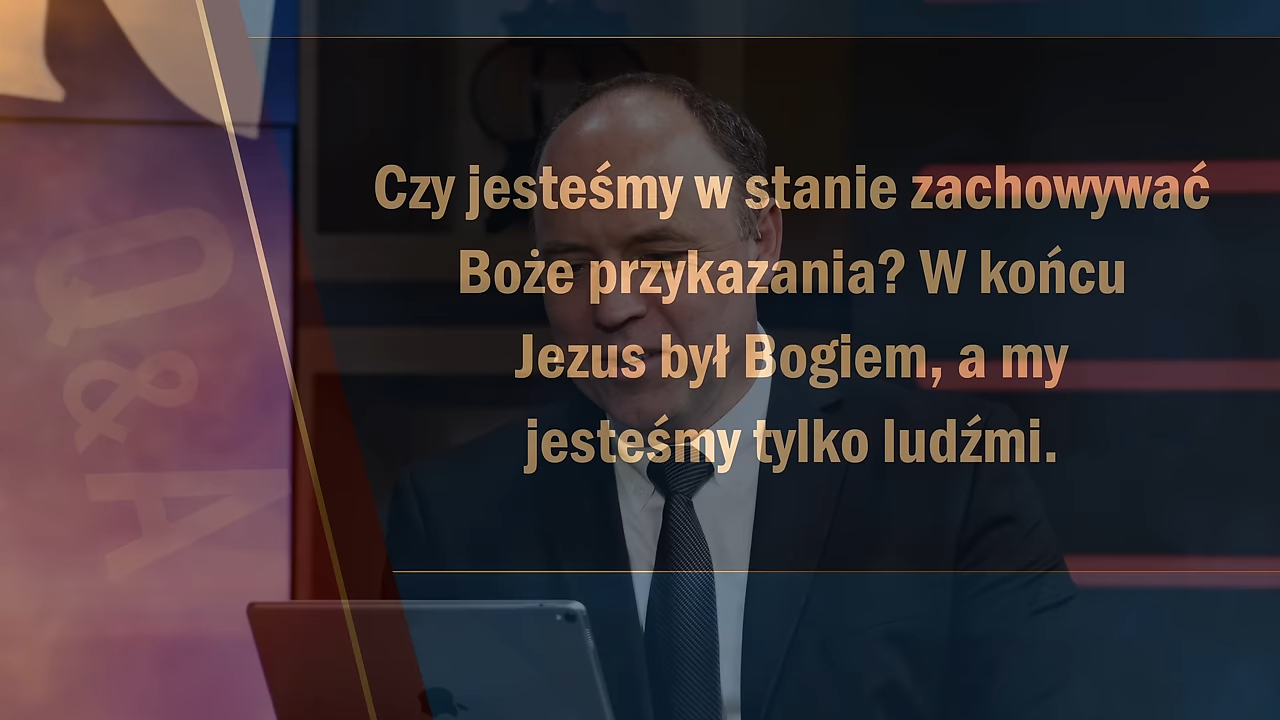 Czy jesteśmy w stanie zachowywać
Boże przykazania? W końcu
Jezus był Bogiem, a my
jesteśmy tylko ludźmi.
Q&A